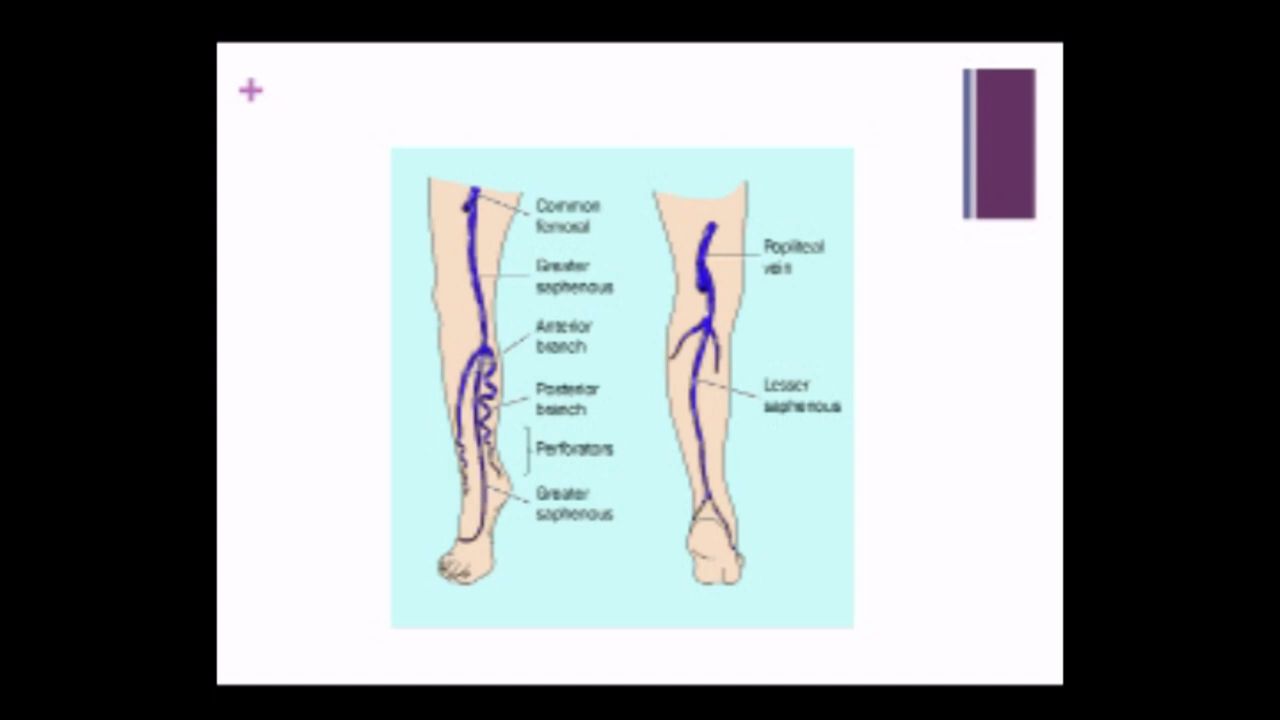 Common
femoral
Greater
saphenous
Anterior
branch
Posterior
branch
Perforators
Greater
saphenous
Popliteal
vein
Lesser
saphenous